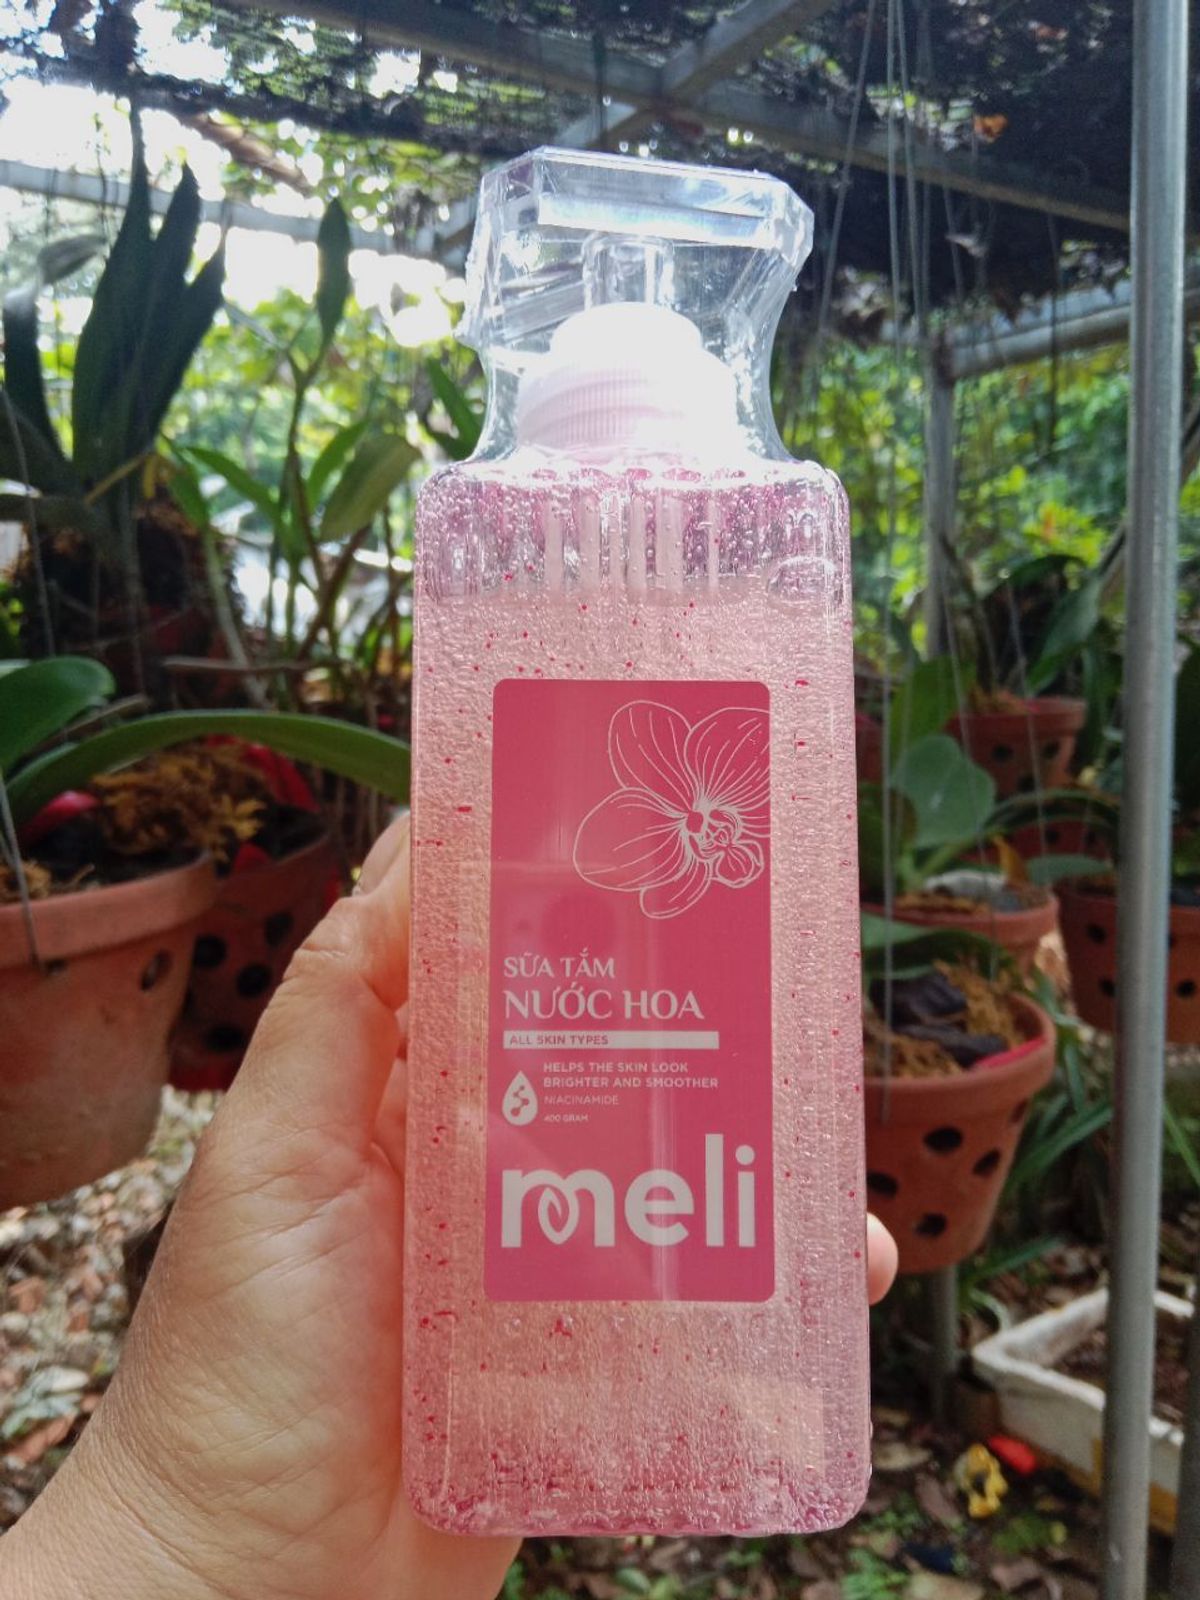 SỮA TẮM
NƯỚC HOA
ALL SKIN TYPES
HELPS THE SKIN LOOK
BRIGHTER AND SMOOTHER
NIACINAMIDE
400 GRAM
meli